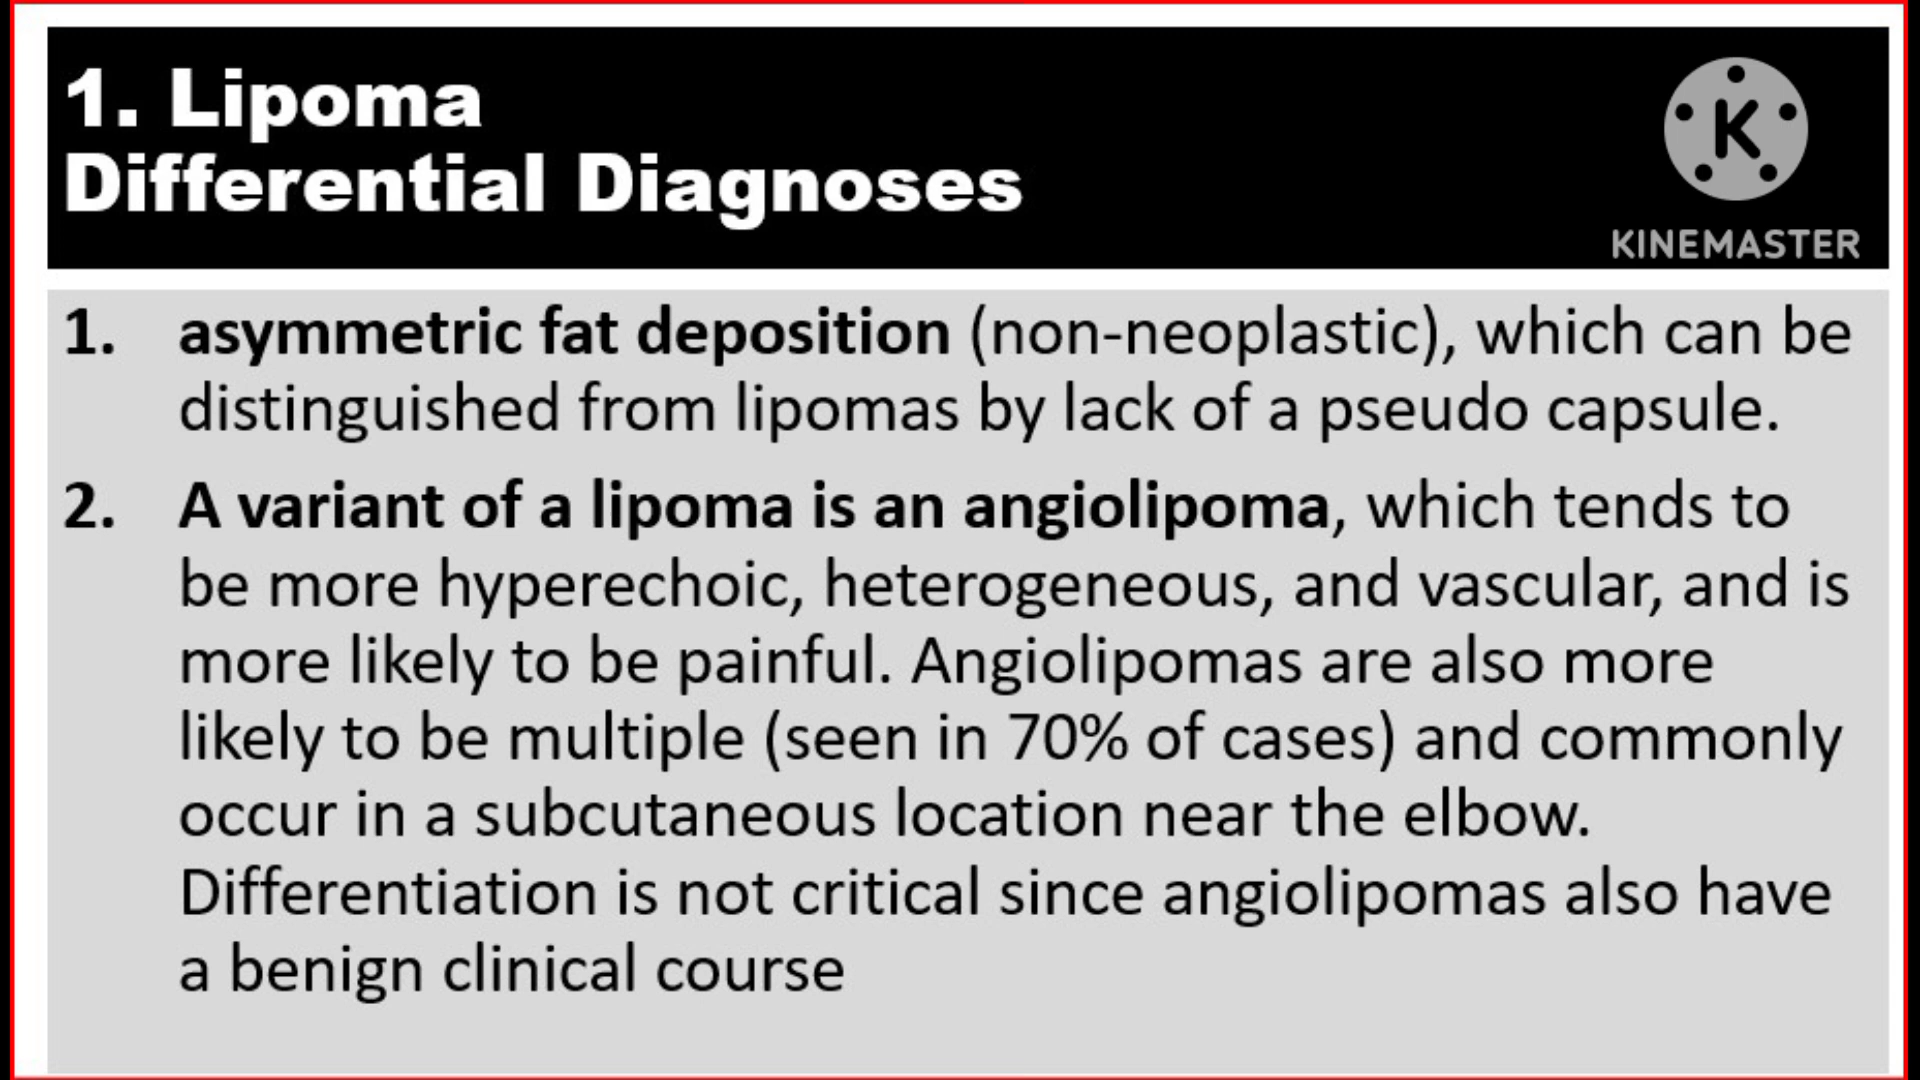 1. Lipoma
Differential Diagnoses
K
KINEMASTER
1. asymmetric fat deposition (non-neoplastic), which can be
distinguished from lipomas by lack of a pseudo capsule.
2. A variant of a lipoma is an angiolipoma, which tends to
be more hyperechoic, heterogeneous, and vascular, and is
more likely to be painful. Angiolipomas are also more
likely to be multiple (seen in 70% of cases) and commonly
occur in a subcutaneous location near the elbow.
Differentiation is not critical since angiolipomas also have
a benign clinical course